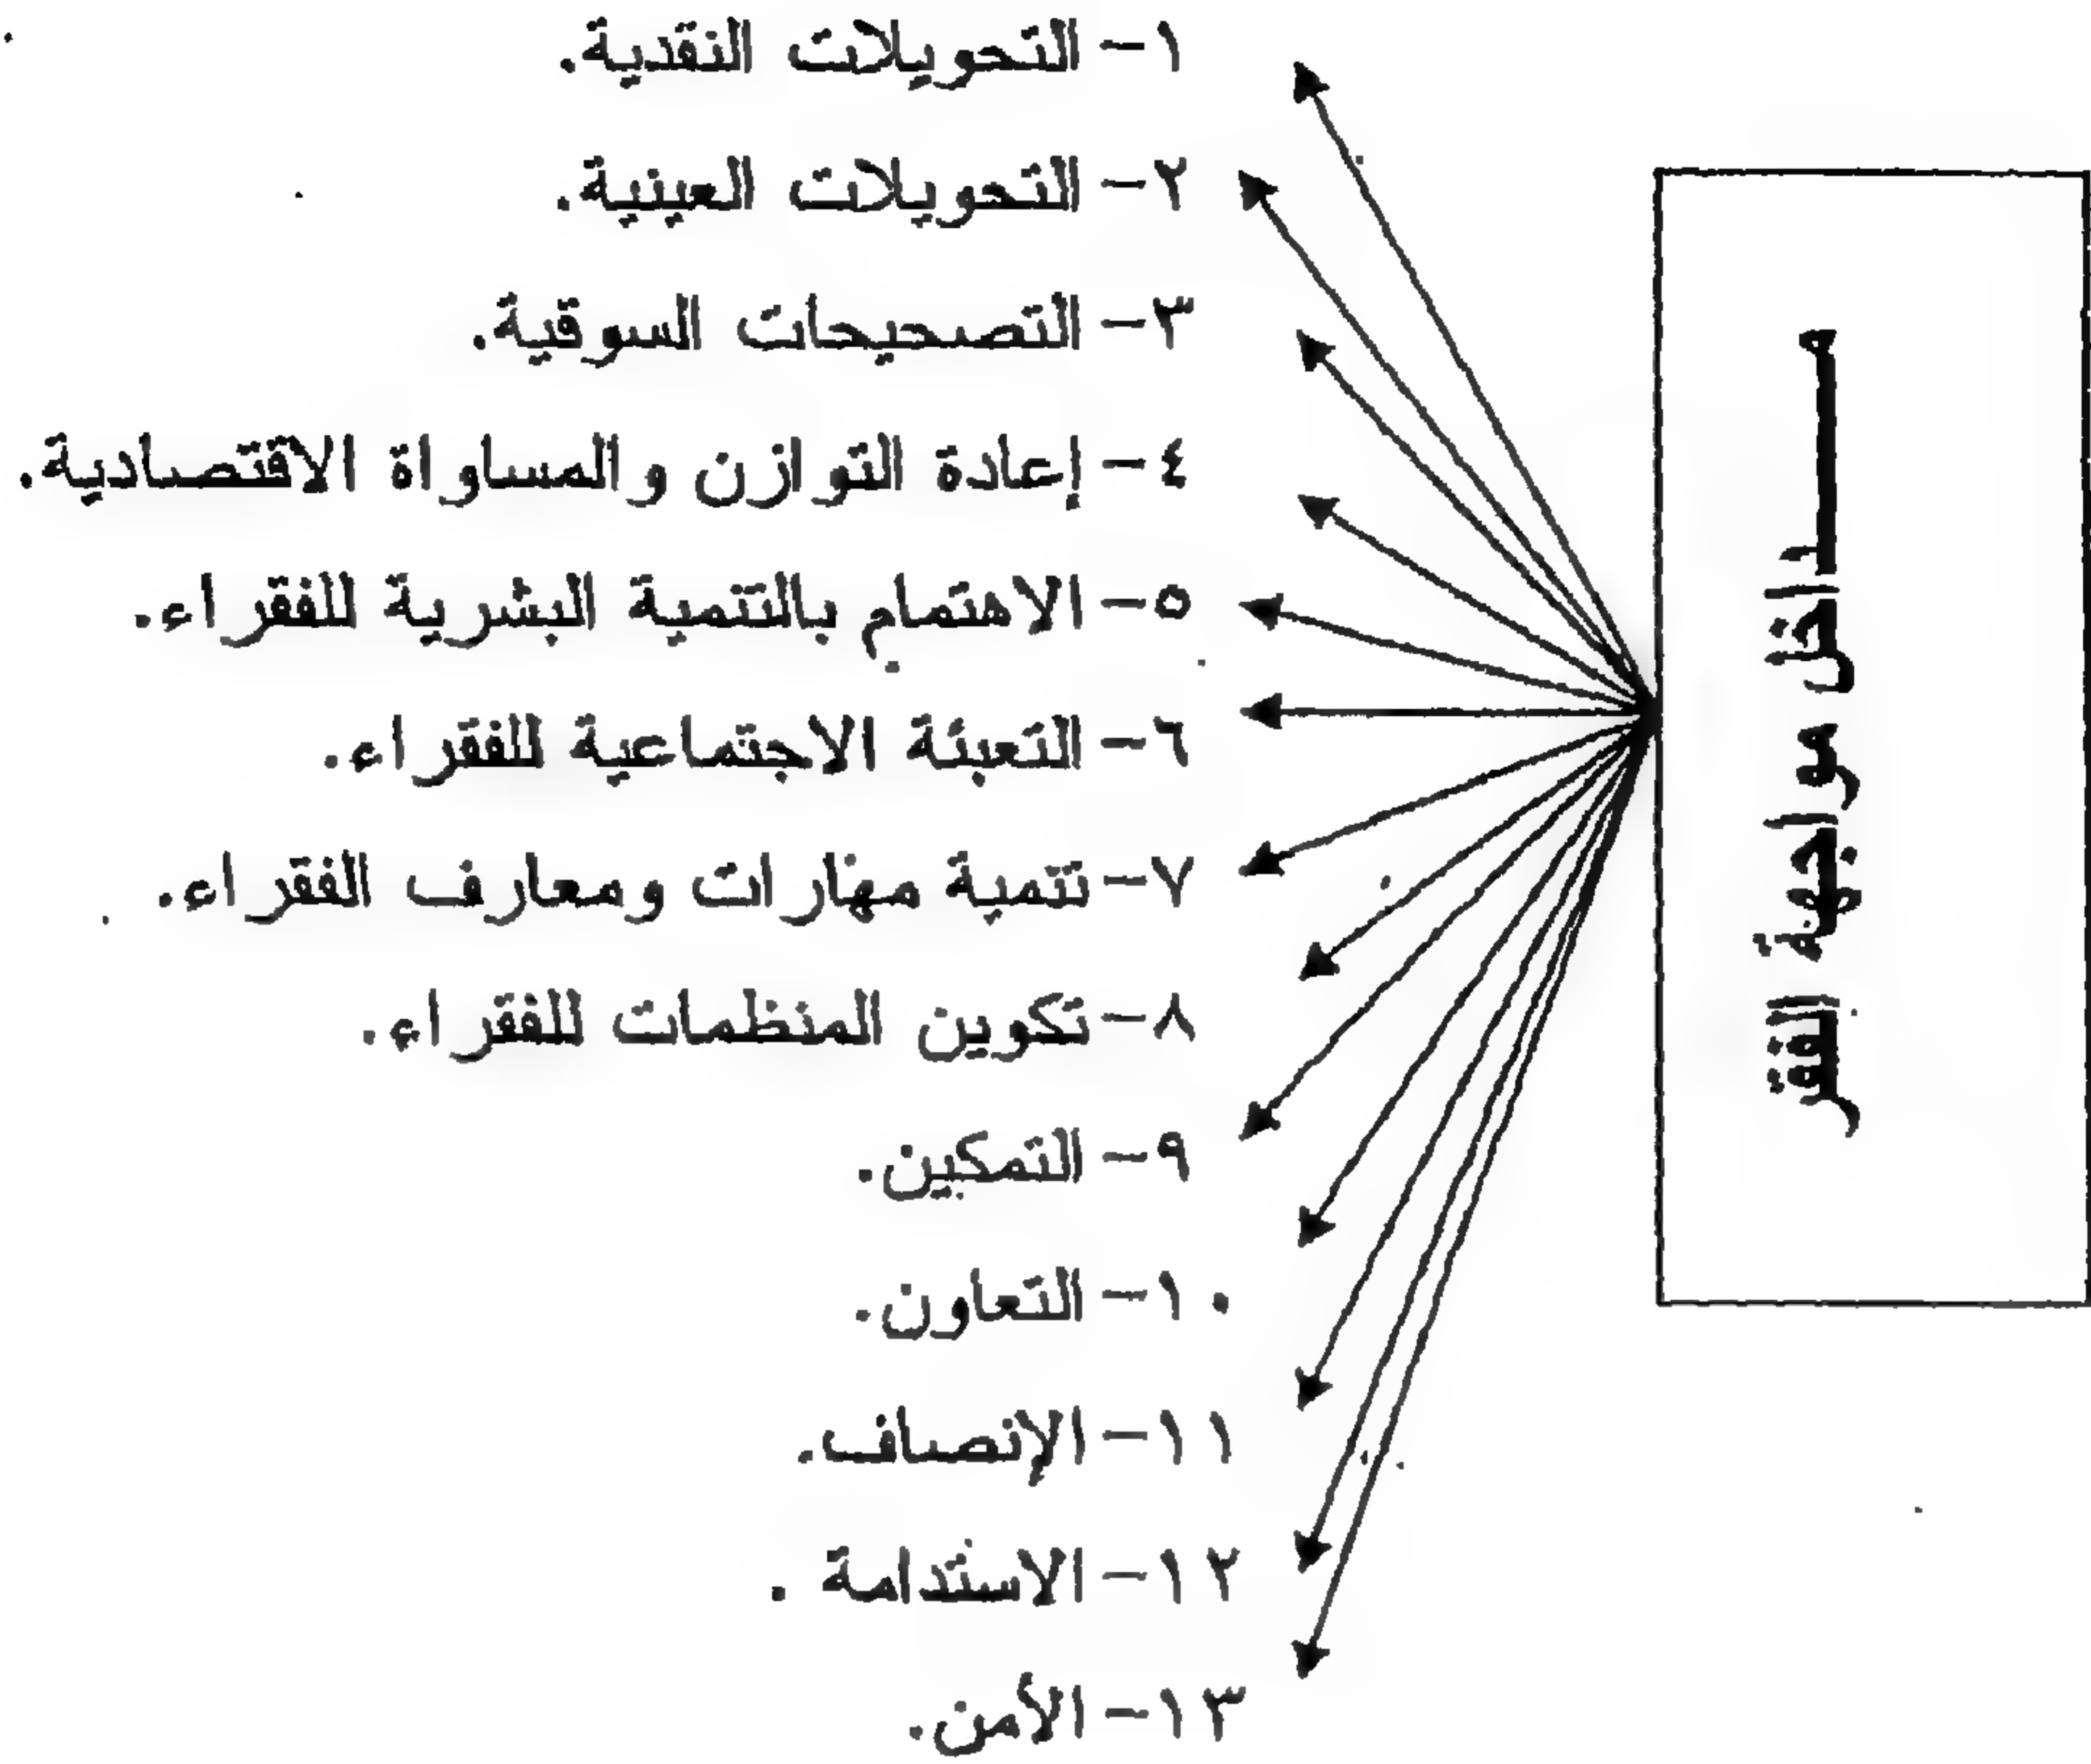 مداخل مواجهة الفقر
١- التحويلات النقدية.
٢- التحويلات العينية.
٣- التصحيحات السوقية.
٤- إعادة التوازن والمساواة الاقتصادية.
٥- الاهتمام بالتنمية البشرية للفقراء.
٦- التعبئة الاجتماعية للفقراء.
٧- تنمية مهارات ومعارف الفقراء.
٨- تكوين المنظمات للفقراء.
٩- التمكين.
١٠- التعاون.
١١- الإنصاف.
١٢- الاستدامة .
١٣- الأمن.